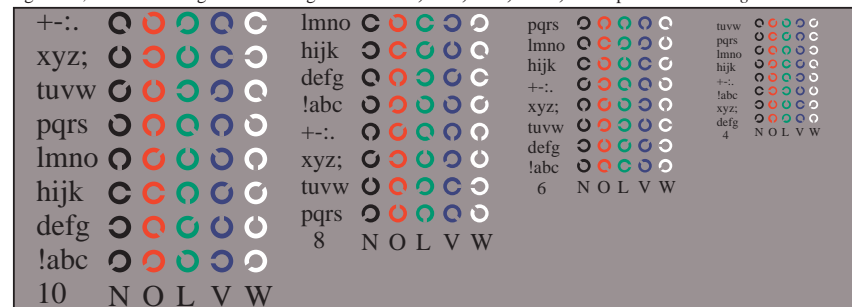 +-:.
xyz;
tuvw
pqrs
lmno
hijk
defg
!abc
10 N O L V W
lmno
hijk
defg
!abc
+-:.
xyz;
tuvw
pqrs
8 N O L V W
pqrs
lmno
hijk
+-:.
xyz;
tuvw
defg
!abc
6 N O L V W
tuvw
pqrs
lmno
hijk
+-:.
!abc
xyz;
defg
4 N O L V W